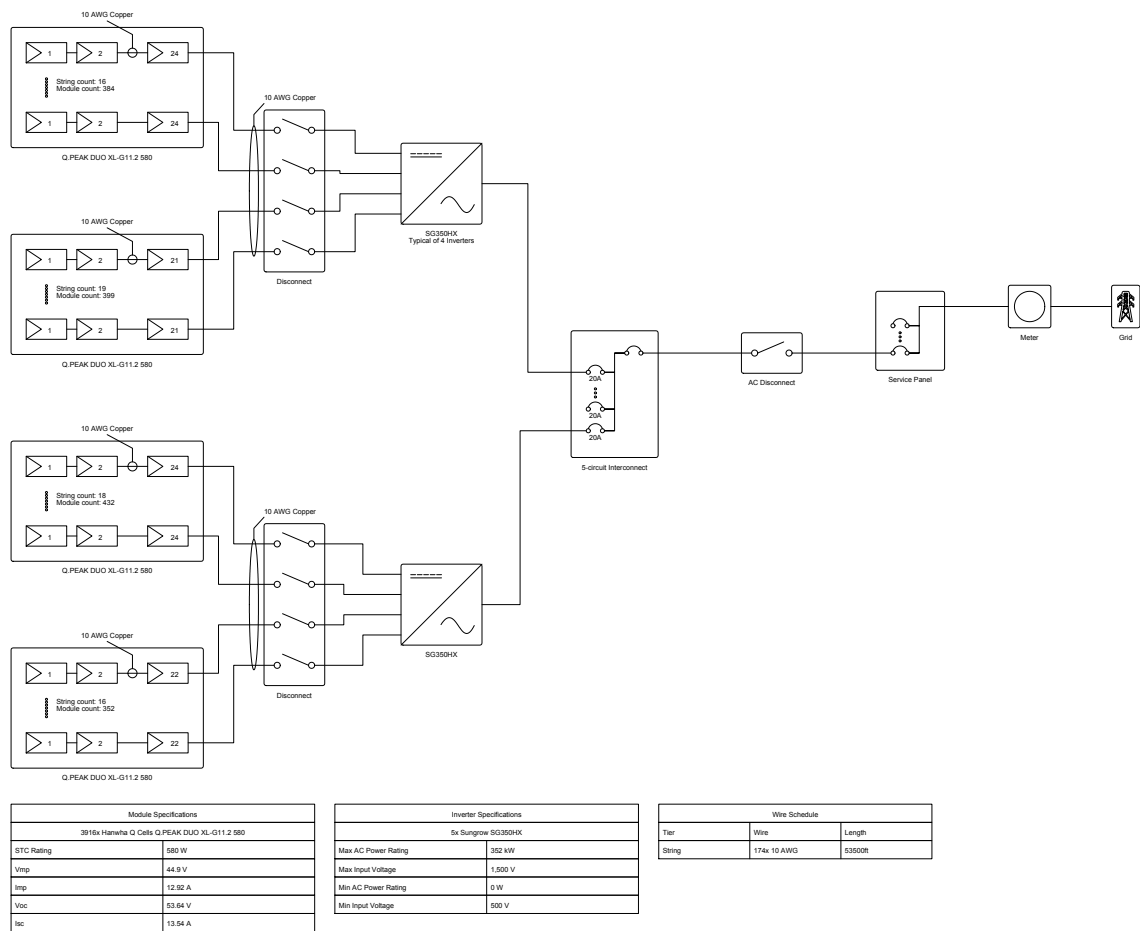 10 AWG Copper
1
2
24
String count: 16
Module count: 384
1
2
24
Q.PEAK DUO XL-G11.2 580
10 AWG Copper
1
2
21
String count: 19
Module count: 399
1
2
21
Q.PEAK DUO XL-G11.2 580
10 AWG Copper
Disconnect
SG350HX
Typical of 4 Inverters
10 AWG Copper
1
2
24
String count: 18
Module count: 432
1
2
24
Q.PEAK DUO XL-G11.2 580
10 AWG Copper
1
2
22
String count: 16
Module count: 352
1
2
22
Q.PEAK DUO XL-G11.2 580
10 AWG Copper
Disconnect
SG350HX
20A
20A
20A
5-circuit Interconnect
AC Disconnect
Service Panel
Meter
Grid
Module Specifications
3916x Hanwha Q Cells Q.PEAK DUO XL-G11.2 580
STC Rating 580 W
Vmp 44.9 V
Imp 12.92 A
Voc 53.64 V
Isc 13.54 A
Inverter Specifications
5x Sungrow SG350HX
Max AC Power Rating 352 kW
Max Input Voltage 1,500 V
Min AC Power Rating 0 W
Min Input Voltage 500 V
Wire Schedule
Tier Wire Length
String 174x 10 AWG 53500ft